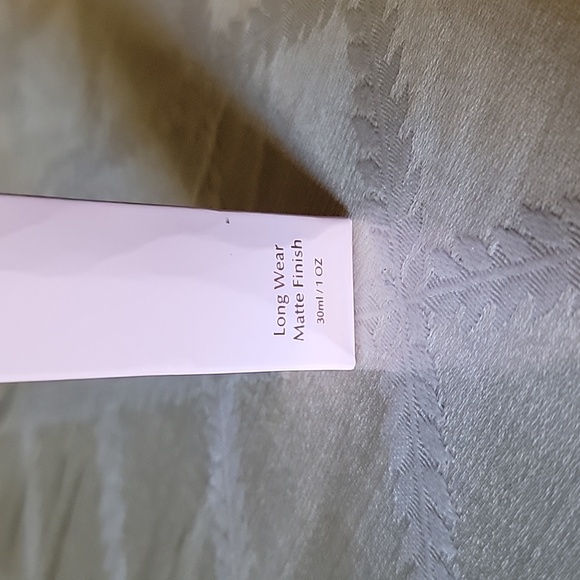 Long Wear
Matte Finish
30ml / 1 OZ